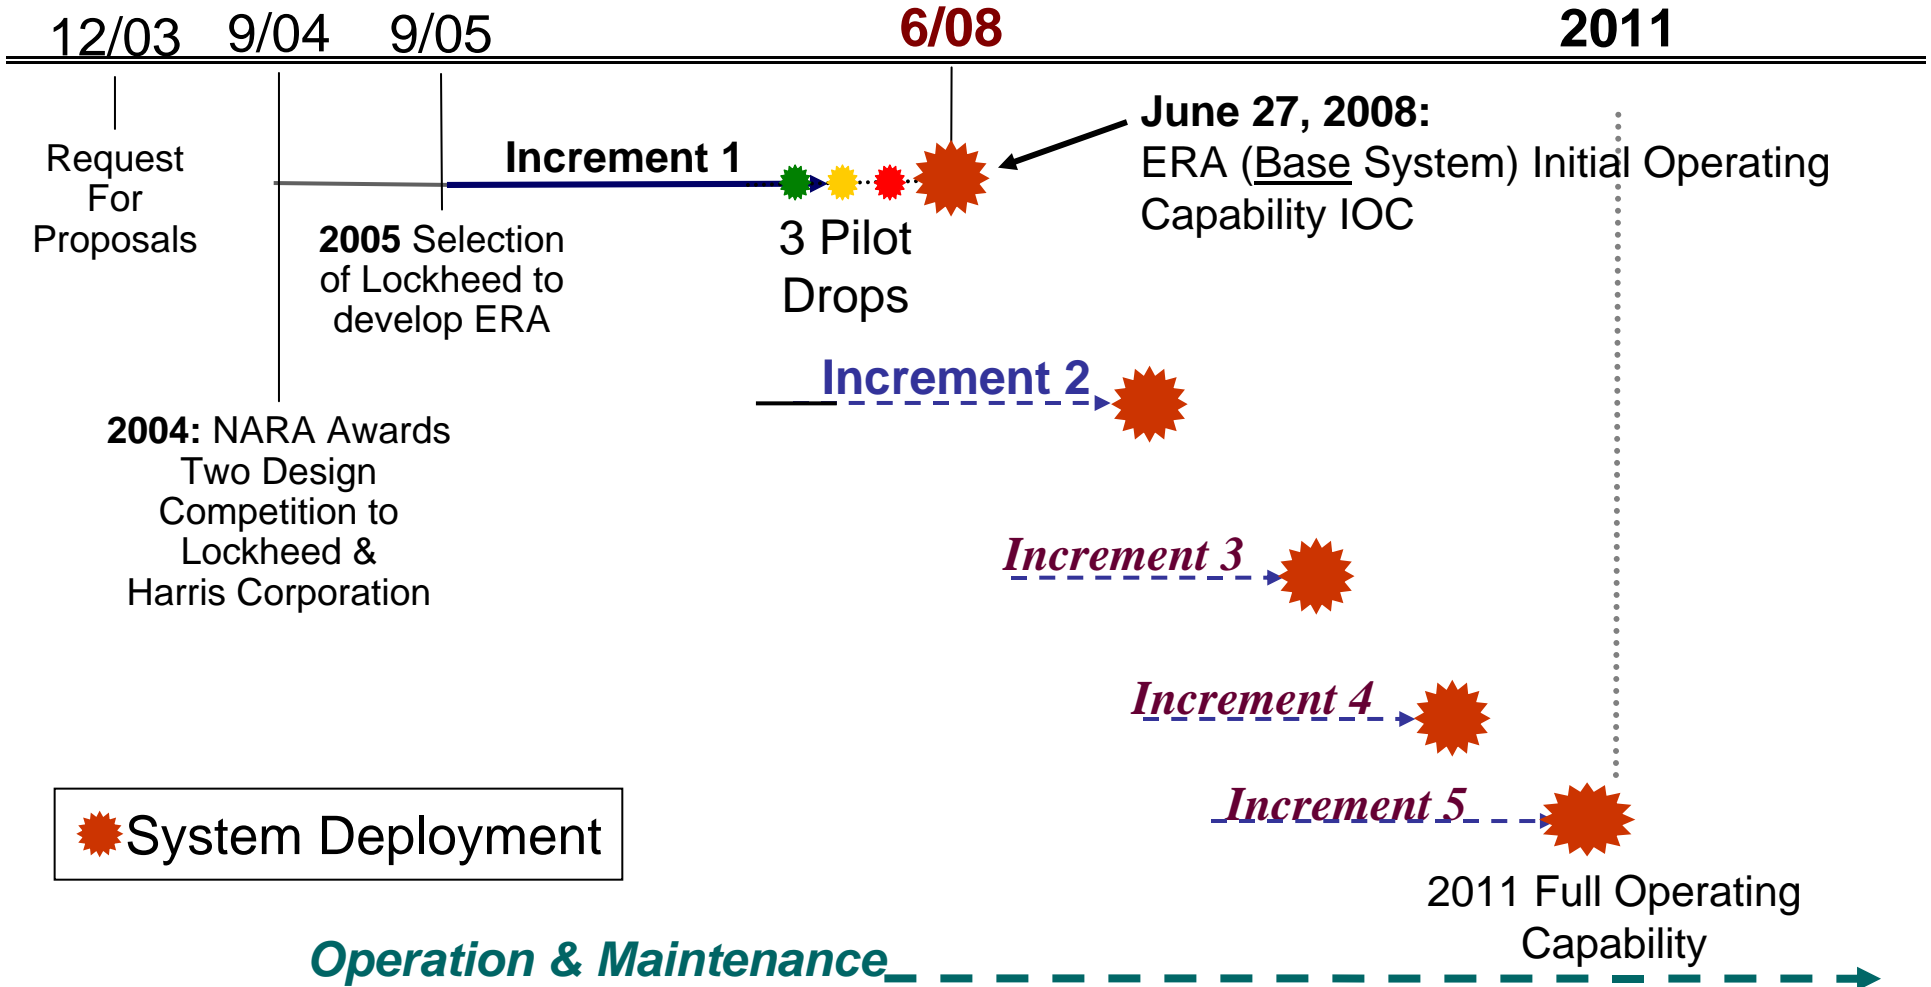 12/03 9/04 9/05 6/08 2011
Request
For
Proposals
2004: NARA Awards
Two Design
Competition to
Lockheed &
Harris Corporation
2005 Selection
of Lockheed to
develop ERA
Increment 1
3 Pilot
Drops
June 27, 2008:
ERA (Base System) Initial Operating
Capability IOC
Increment 2
Increment 3
Increment 4
Increment 5
2011 Full Operating
Capability
System Deployment
Operation & Maintenance